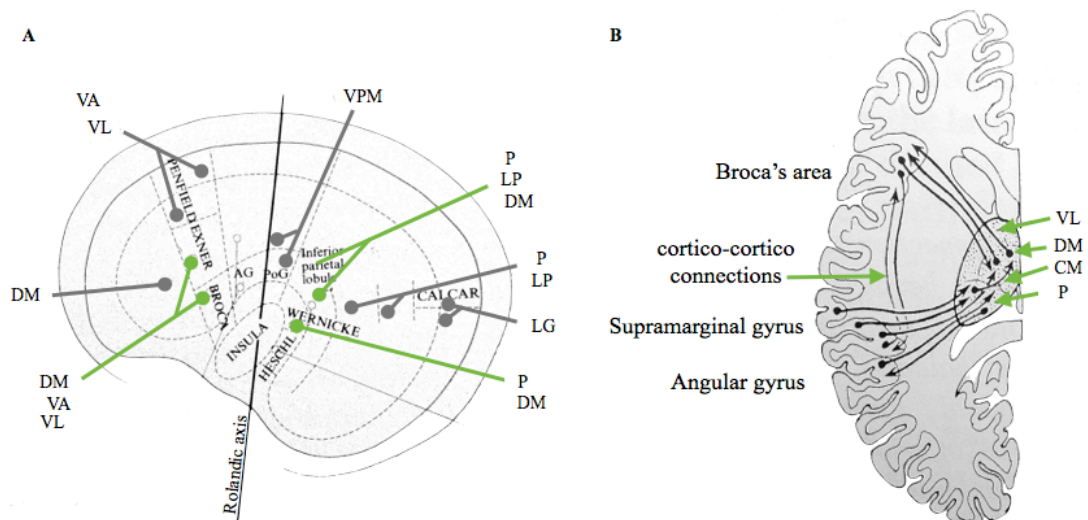 A
VA
VL
VPM
P
LP
DM
PENFIELD
EXNER
AG
PoG
Inferior
parietal
lobule
P
LP
DM
BROCA
INSULA
HESCHL
WERNICKE
CALCAR
LG
DM
VA
VL
P
DM
Rolandic axis
B
Broca's area
cortico-cortico
connections
Supramarginal gyrus
Angular gyrus
VL
DM
CM
P